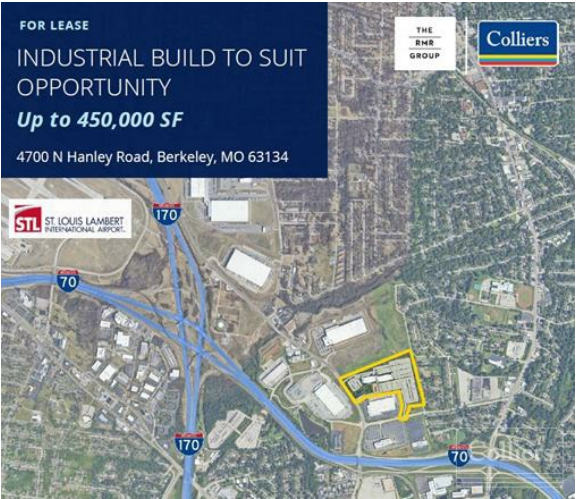 FOR LEASE
INDUSTRIAL BUILD TO SUIT
OPPORTUNITY
Up to 450,000 SF
4700 N Hanley Road, Berkeley, MO 63134
THE
RMR
GROUP
Colliers
STL ST. LOUIS LAMBERT
INTERNATIONAL AIRPORT.
170
70
170
70
Colliers